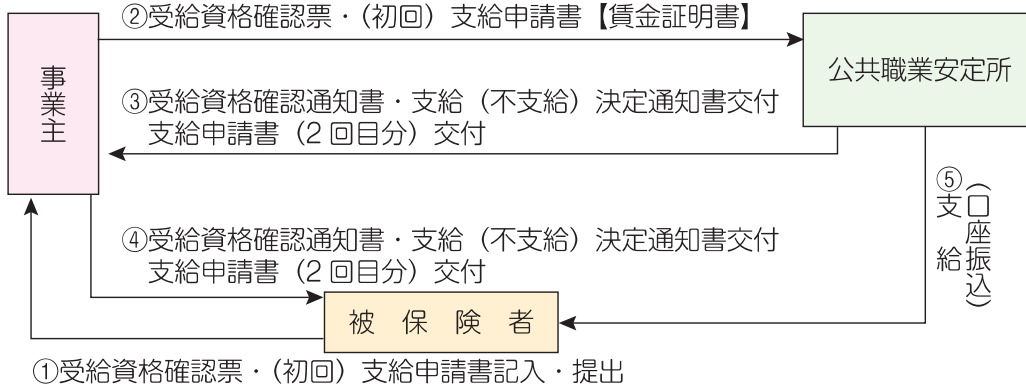 ②受給資格確認票・(初回)支給申請書【賃金証明書】
事業主
公共職業安定所
③受給資格確認通知書・支給(不支給)決定通知書交付
支給申請書(2回目分)交付
⑤支給
(口座振込)
④受給資格確認通知書・支給(不支給)決定通知書交付
支給申請書(2回目分)交付
被保険者
①受給資格確認票・(初回)支給申請書記入・提出